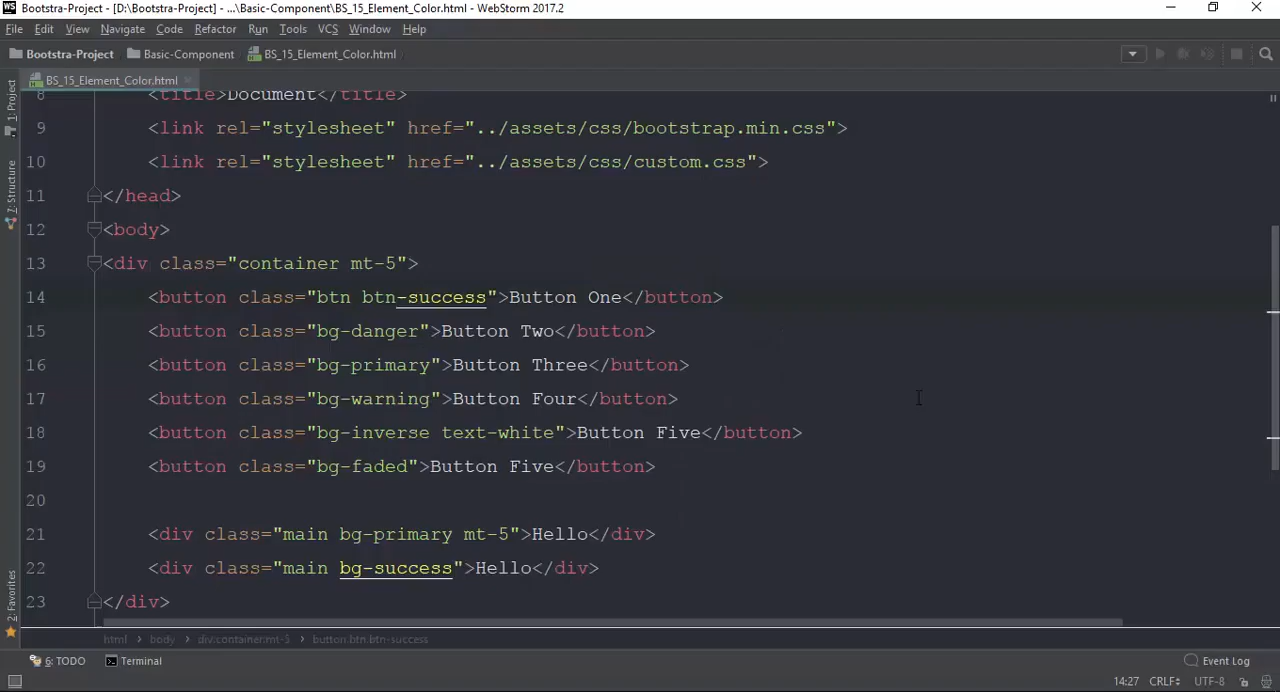 Bootstra-Project - [D:\Bootstra-Project] - ...\Basic-Component\BS_15_Element_Color.html - WebStorm 2017.2
File Edit View Navigate Code Refactor Run Tools VCS Window Help
Bootstra-Project Basic-Component BS_15_Element_Color.html
BS_15_Element_Color.html
1: Project
7: Structure
2: Favorites
8 <title>Document</title>
9 <link rel="stylesheet" href="../assets/css/bootstrap.min.css">
10 <link rel="stylesheet" href="../assets/css/custom.css">
11 </head>
12 <body>
13 <div class="container mt-5">
14 <button class="btn btn-success">Button One</button>
15 <button class="bg-danger">Button Two</button>
16 <button class="bg-primary">Button Three</button>
17 <button class="bg-warning">Button Four</button>
18 <button class="bg-inverse text-white">Button Five</button>
19 <button class="bg-faded">Button Five</button>
20
21 <div class="main bg-primary mt-5">Hello</div>
22 <div class="main bg-success">Hello</div>
23 </div>
html › body › div.container.mt-5 › button.btn.btn-success
6: TODO Terminal Event Log
14:27 CRLF UTF-8